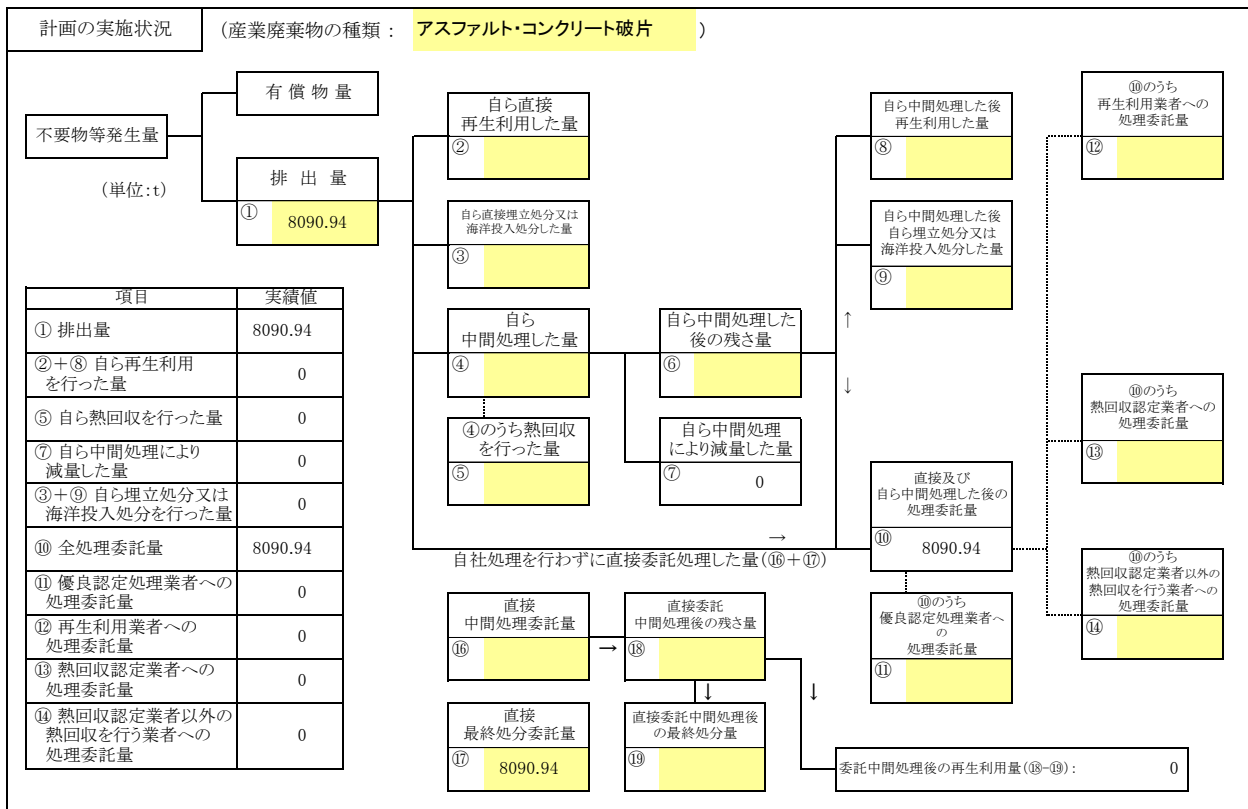 計画の実施状況
(産業廃棄物の種類： アスファルト・コンクリート破片 )
不要物等発生量
(単位:t)
有 償 物 量
排 出 量
① 8090.94
自ら直接
再生利用した量
②
自ら直接埋立処分又は
海洋投入処分した量
③
自ら
中間処理した量
④
④のうち熱回収
を行った量
⑤
自ら中間処理した
後の残さ量
⑥
自ら中間処理
により減量した量
⑦ 0
自ら中間処理した後
再生利用した量
⑧
自ら中間処理した後
自ら埋立処分又は
海洋投入処分した量
⑨
↑
↓
直接及び
自ら中間処理した後の
処理委託量
⑩ 8090.94
⑩のうち
再生利用業者への
処理委託量
⑫
⑩のうち
熱回収認定業者への
処理委託量
⑬
⑩のうち
熱回収認定業者以外の
熱回収を行う業者への
処理委託量
⑭
⑩のうち
優良認定処理業者へ
の
処理委託量
⑪
→
自社処理を行わずに直接委託処理した量(⑯＋⑰)
直接
中間処理委託量
⑯
→
直接委託
中間処理後の残さ量
⑱
↓
↓
直接
最終処分委託量
⑰ 8090.94
直接委託中間処理後
の最終処分量
⑲
委託中間処理後の再生利用量(⑱-⑲)： 0
項目 実績値
① 排出量 8090.94
②＋⑧ 自ら再生利用
を行った量 0
⑤ 自ら熱回収を行った量 0
⑦ 自ら中間処理により
減量した量 0
③＋⑨ 自ら埋立処分又は
海洋投入処分を行った量 0
⑩ 全処理委託量 8090.94
⑪ 優良認定処理業者への
処理委託量 0
⑫ 再生利用業者への
処理委託量 0
⑬ 熱回収認定業者への
処理委託量 0
⑭ 熱回収認定業者以外の
熱回収を行う業者への
処理委託量 0